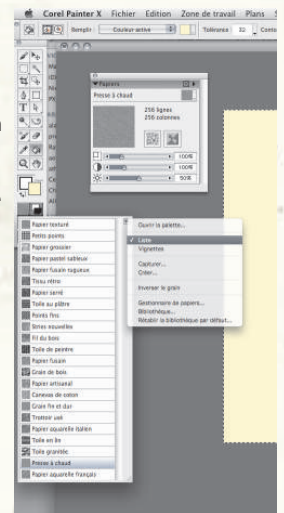 Corel Painter X Fichier Edition Zone de travail Plans
Remplir : Couleur active Tolérance 32
Papiers
Presse à chaud
256 lignes
256 colonnes
100%
100%
50%
Papier texturé
Petits points
Papier grossier
Papier pastel sableux
Papier fusain rugueux
Tissu rétro
Papier serré
Toile au plâtre
Points fins
Stries nouvelles
Fil du bois
Toile de peintre
Papier fusain
Grain de bois
Papier artisanal
Canevas de coton
Grain fin et dur
Trottoir usé
Papier aquarelle italien
Toile en lin
Toile granitée
Presse à chaud
Papier aquarelle français
Ouvrir la palette...
✓ Liste
Vignettes
Capturer...
Créer...
Inverser le grain
Gestionnaire de papiers...
Bibliothèque...
Rétablir la bibliothèque par défaut...